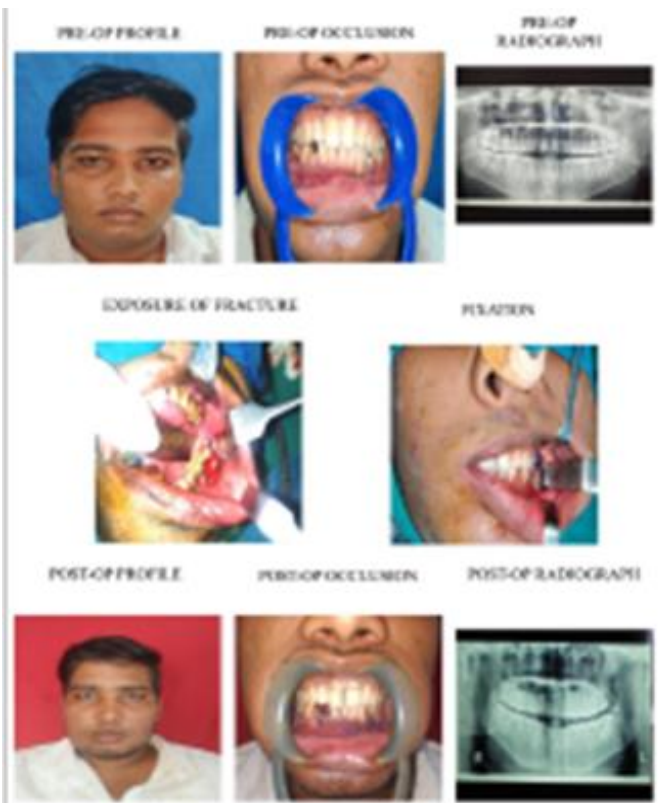 PRE-OP PROFILE
PRE-OP OCCLUSION
PRE-OP
RADIOGRAPH
EXPOSURE OF FRACTURE
FIXATION
POST-OP PROFILE
POST-OP OCCLUSION
POST-OP RADIOGRAPH